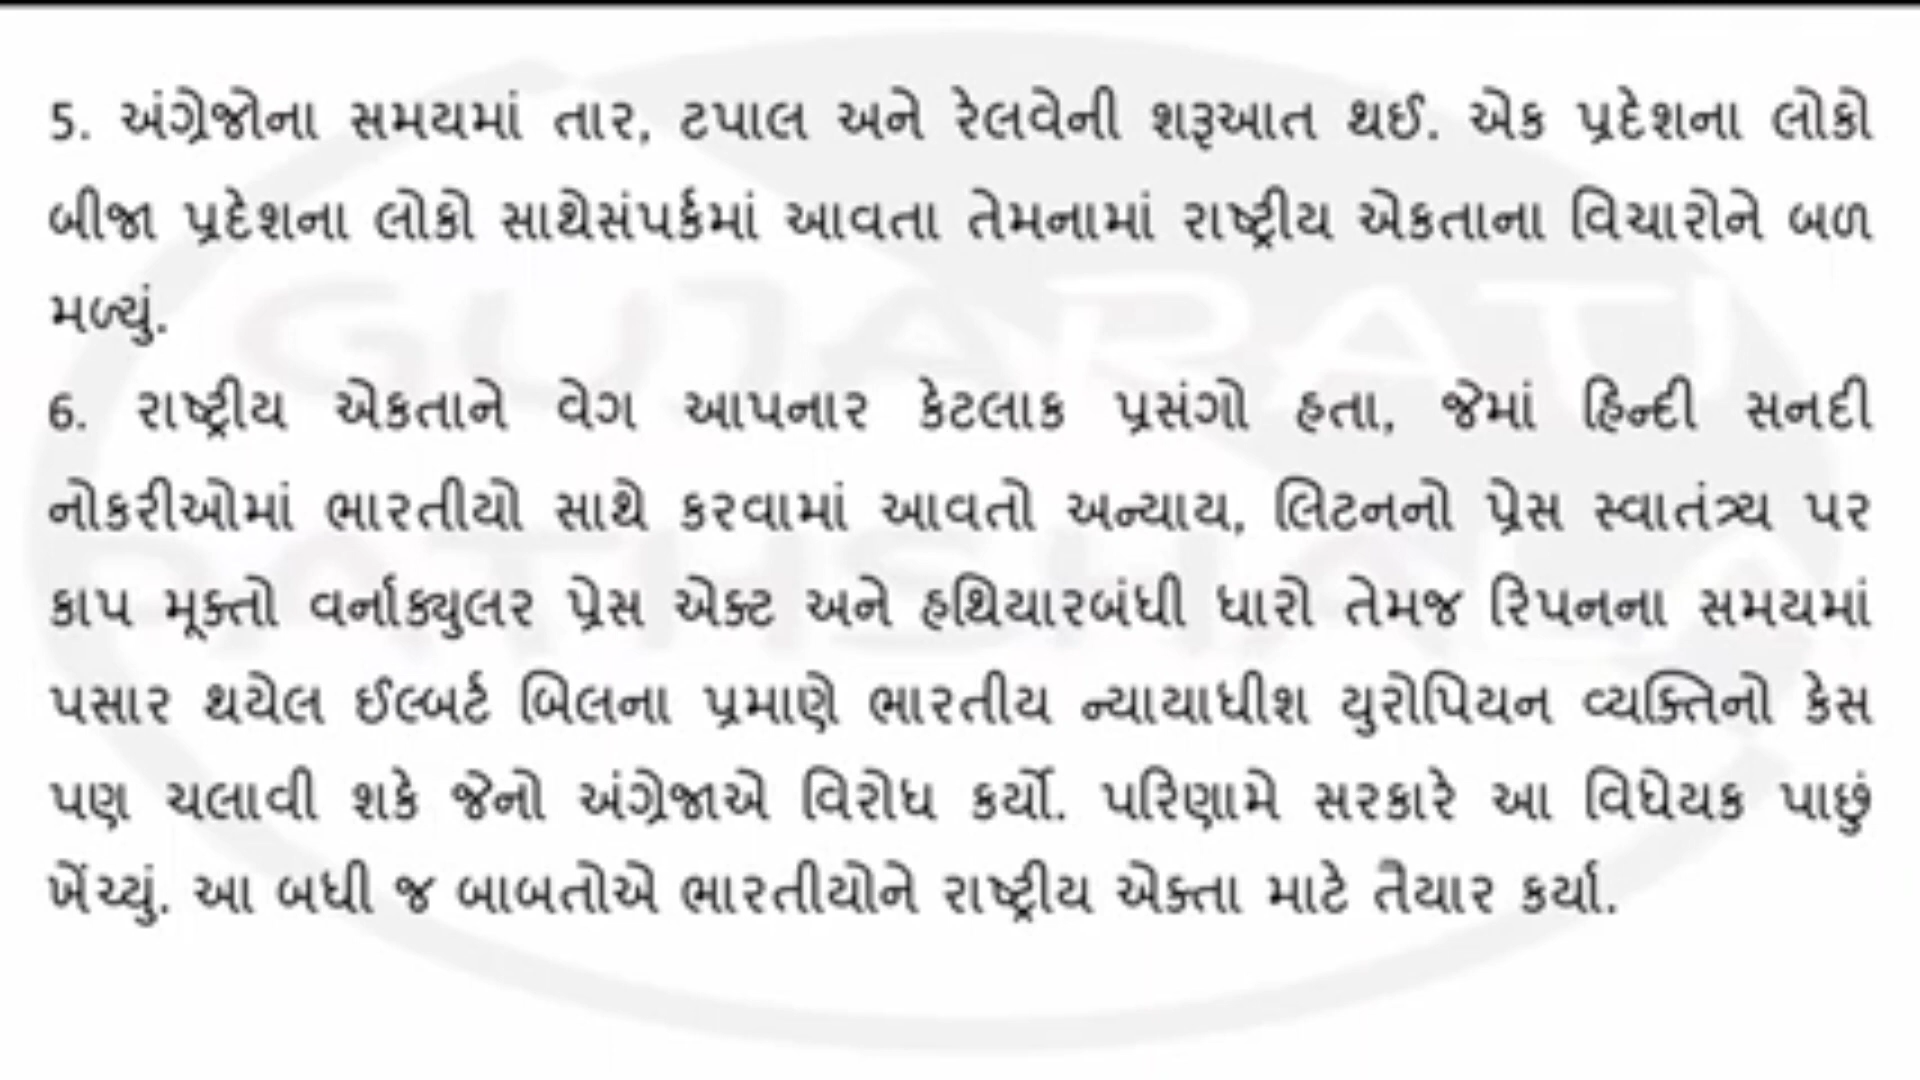 5. અંગ્રેજોના સમયમાં તાર, ટપાલ અને રેલવેની શરૂઆત થઈ. એક પ્રદેશના લોકો
બીજા પ્રદેશના લોકો સાથેસંપર્કમાં આવતા તેમનામાં રાષ્ટ્રીય એકતાના વિચારોને બળ
મળ્યું.
6. રાષ્ટ્રીય એકતાને વેગ આપનાર કેટલાક પ્રસંગો હતા, જેમાં હિન્દી સનદી
નોકરીઓમાં ભારતીયો સાથે કરવામાં આવતો અન્યાય, લિટનનો પ્રેસ સ્વાતંત્ર્ય પર
કાપ મૂક્તો વર્નાક્યુલર પ્રેસ એક્ટ અને હથિયારબંધી ધારો તેમજ રિપનના સમયમાં
પસાર થયેલ ઈલ્બર્ટ બિલના પ્રમાણે ભારતીય ન્યાયાધીશ યુરોપિયન વ્યક્તિનો કેસ
પણ ચલાવી શકે જેનો અંગ્રેજાએ વિરોધ કર્યો. પરિણામે સરકારે આ વિધેયક પાછું
ખેંચ્યું. આ બધી જ બાબતોએ ભારતીયોને રાષ્ટ્રીય એક્તા માટે તૈયાર કર્યા.
GUJARATI
PATHSHALA